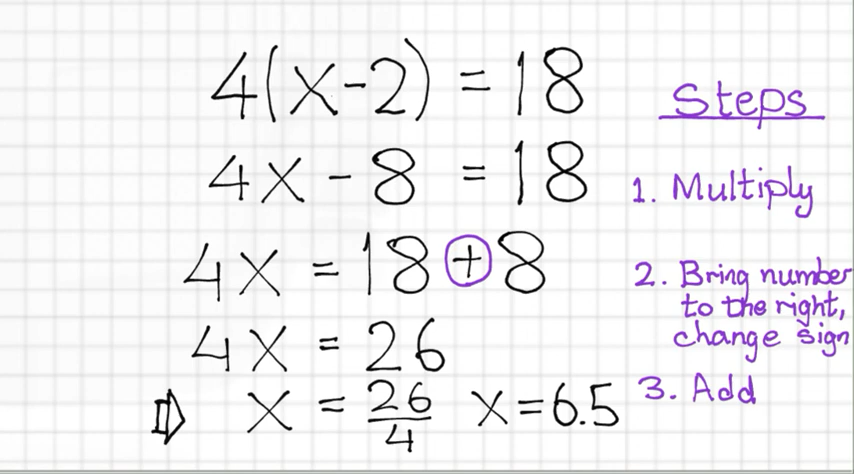 4(x-2) = 18
Steps
4x - 8 = 18
1. Multiply
4x = 18 + 8
2. Bring number
to the right,
change sign
4x = 26
3. Add
⇒ x = 26/4 x = 6.5